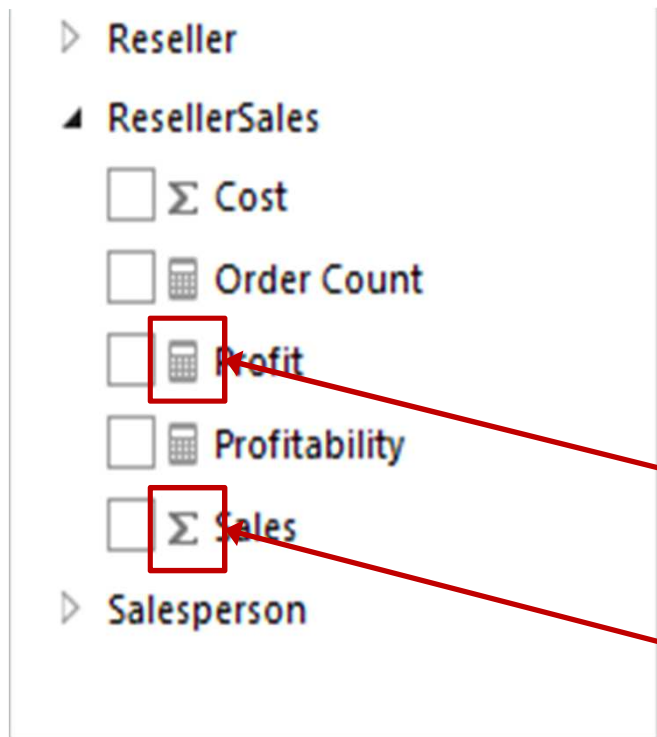 Reseller
ResellerSales
Σ Cost
Order Count
Profit
Profitability
Σ Sales
Salesperson